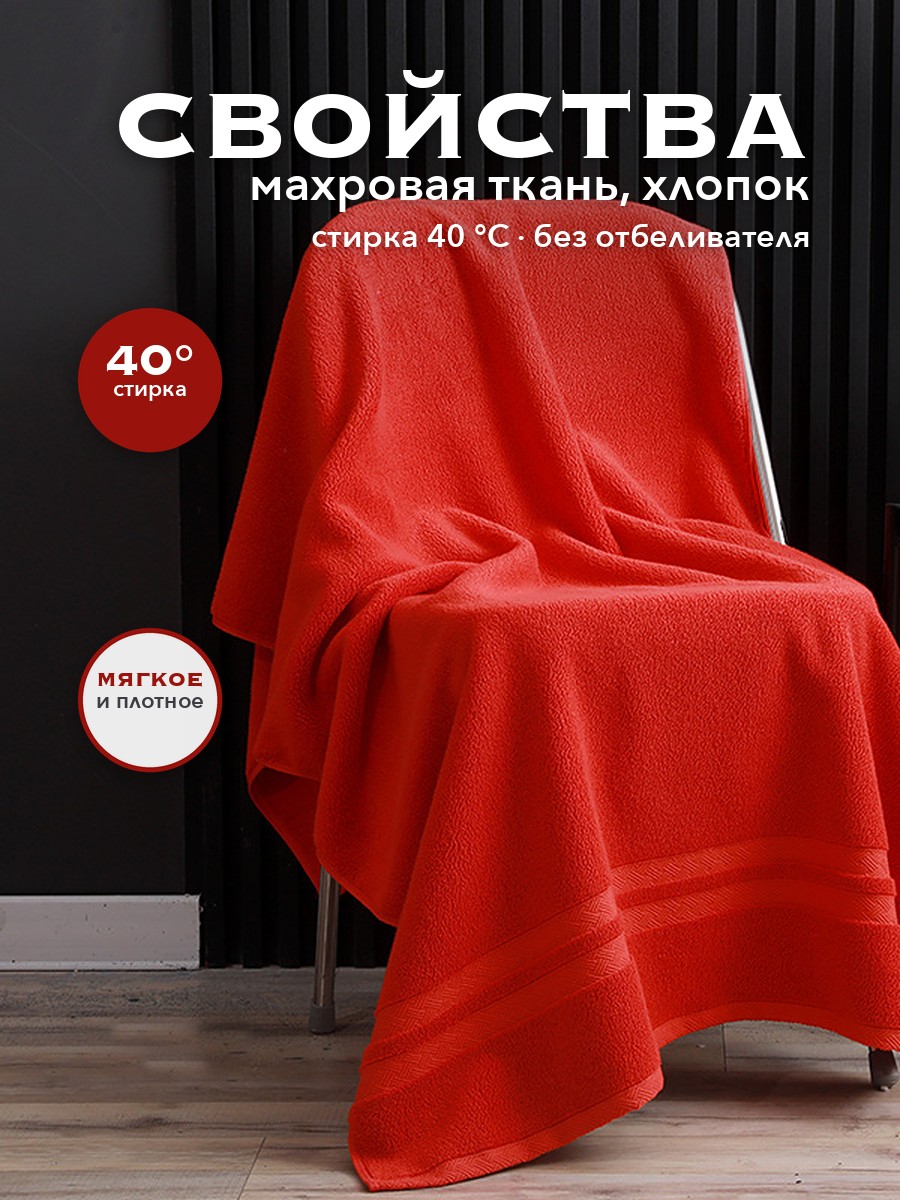 СВОЙСТВА
махровая ткань, хлопок
стирка 40 °C · без отбеливателя
40°
стирка
МЯГКОЕ
и плотное